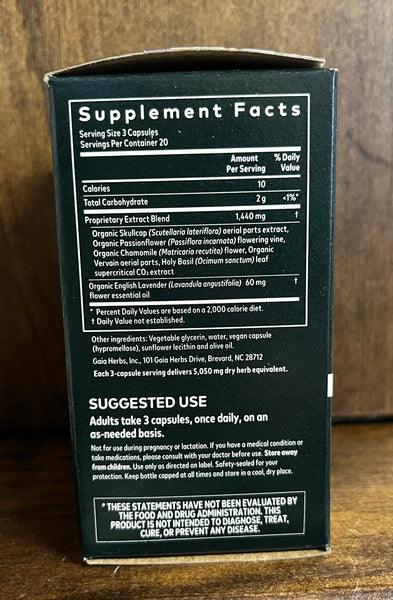 Supplement Facts
Serving Size 3 Capsules
Servings Per Container 20
Amount Per Serving % Daily Value
Calories 10
Total Carbohydrate 2 g <1%*
Proprietary Extract Blend 1,440 mg †
Organic Skullcap (Scutellaria lateriflora) aerial parts extract,
Organic Passionflower (Passiflora incarnata) flowering vine,
Organic Chamomile (Matricaria recutita) flower, Organic
Vervain aerial parts, Holy Basil (Ocimum sanctum) leaf
supercritical CO₂ extract
Organic English Lavender (Lavandula angustifolia) 60 mg †
flower essential oil
* Percent Daily Values are based on a 2,000 calorie diet.
† Daily Value not established.
Other ingredients: Vegetable glycerin, water, vegan capsule
(hypromellose), sunflower lecithin and olive oil.
Gaia Herbs, Inc., 101 Gaia Herbs Drive, Brevard, NC 28712
Each 3-capsule serving delivers 5,050 mg dry herb equivalent.
SUGGESTED USE
Adults take 3 capsules, once daily, on an
as-needed basis.
Not for use during pregnancy or lactation. If you have a medical condition or
take medications, please consult with your doctor before use. Store away
from children. Use only as directed on label. Safety-sealed for your
protection. Keep bottle capped at all times and store in a cool, dry place.
*THESE STATEMENTS HAVE NOT BEEN EVALUATED BY
THE FOOD AND DRUG ADMINISTRATION. THIS
PRODUCT IS NOT INTENDED TO DIAGNOSE, TREAT,
CURE, OR PREVENT ANY DISEASE.